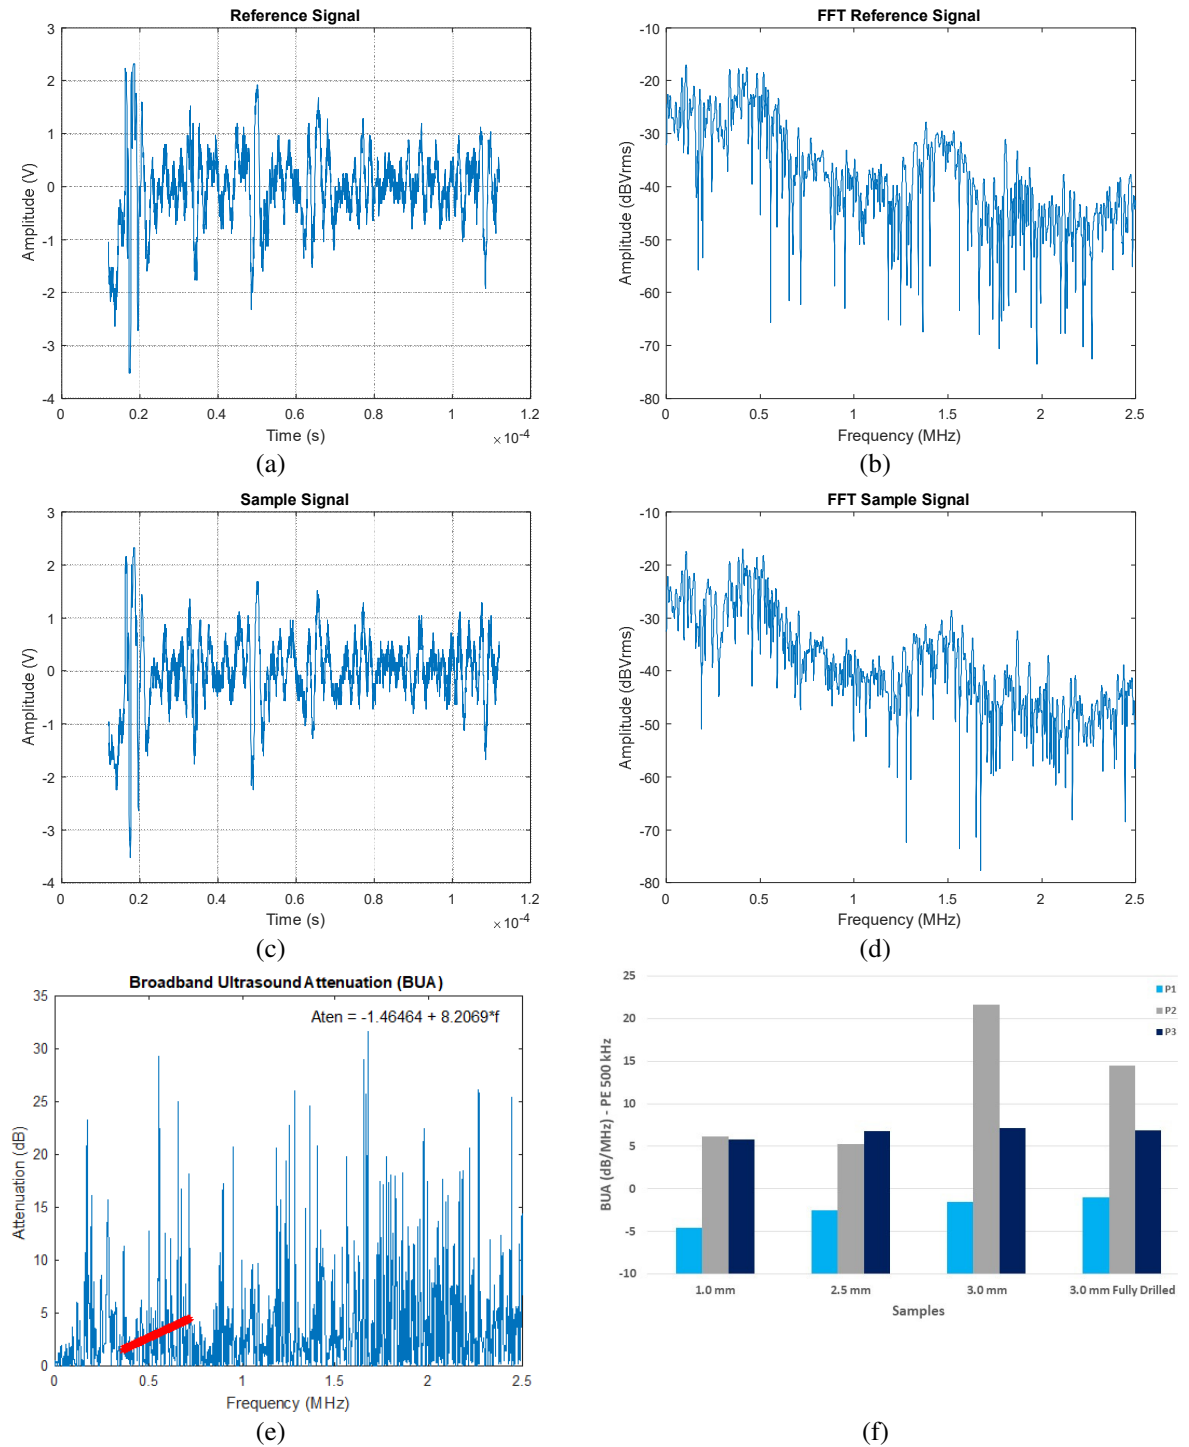 Reference Signal
Amplitude (V)
3
2
1
0
-1
-2
-3
-4
0 0.2 0.4 0.6 0.8 1 1.2
Time (s)
×10-4
(a)
FFT Reference Signal
Amplitude (dBVrms)
-10
-20
-30
-40
-50
-60
-70
-80
0 0.5 1 1.5 2 2.5
Frequency (MHz)
(b)
Sample Signal
Amplitude (V)
3
2
1
0
-1
-2
-3
-4
0 0.2 0.4 0.6 0.8 1 1.2
Time (s)
×10-4
(c)
FFT Sample Signal
Amplitude (dBVrms)
-10
-20
-30
-40
-50
-60
-70
-80
0 0.5 1 1.5 2 2.5
Frequency (MHz)
(d)
Broadband Ultrasound Attenuation (BUA)
Aten = -1.46464 + 8.2069*f
Attenuation (dB)
35
30
25
20
15
10
5
0
0 0.5 1 1.5 2 2.5
Frequency (MHz)
(e)
BUA (dB/MHz) - PE 500 kHz
25
20
15
10
5
0
-5
-10
P1
P2
P3
1.0 mm 2.5 mm 3.0 mm 3.0 mm Fully Drilled
Samples
(f)